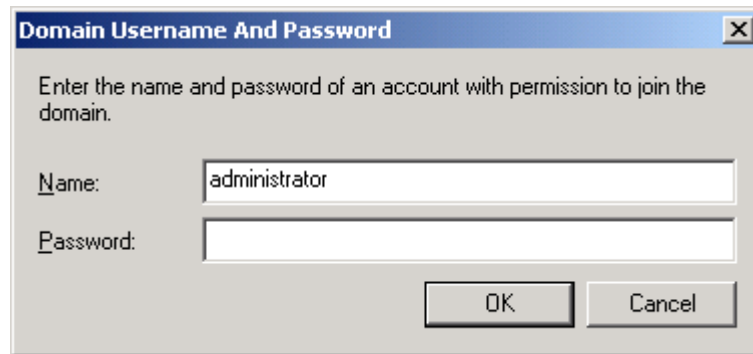 Domain Username And Password
Enter the name and password of an account with permission to join the
domain.
Name: administrator
Password:
OK Cancel